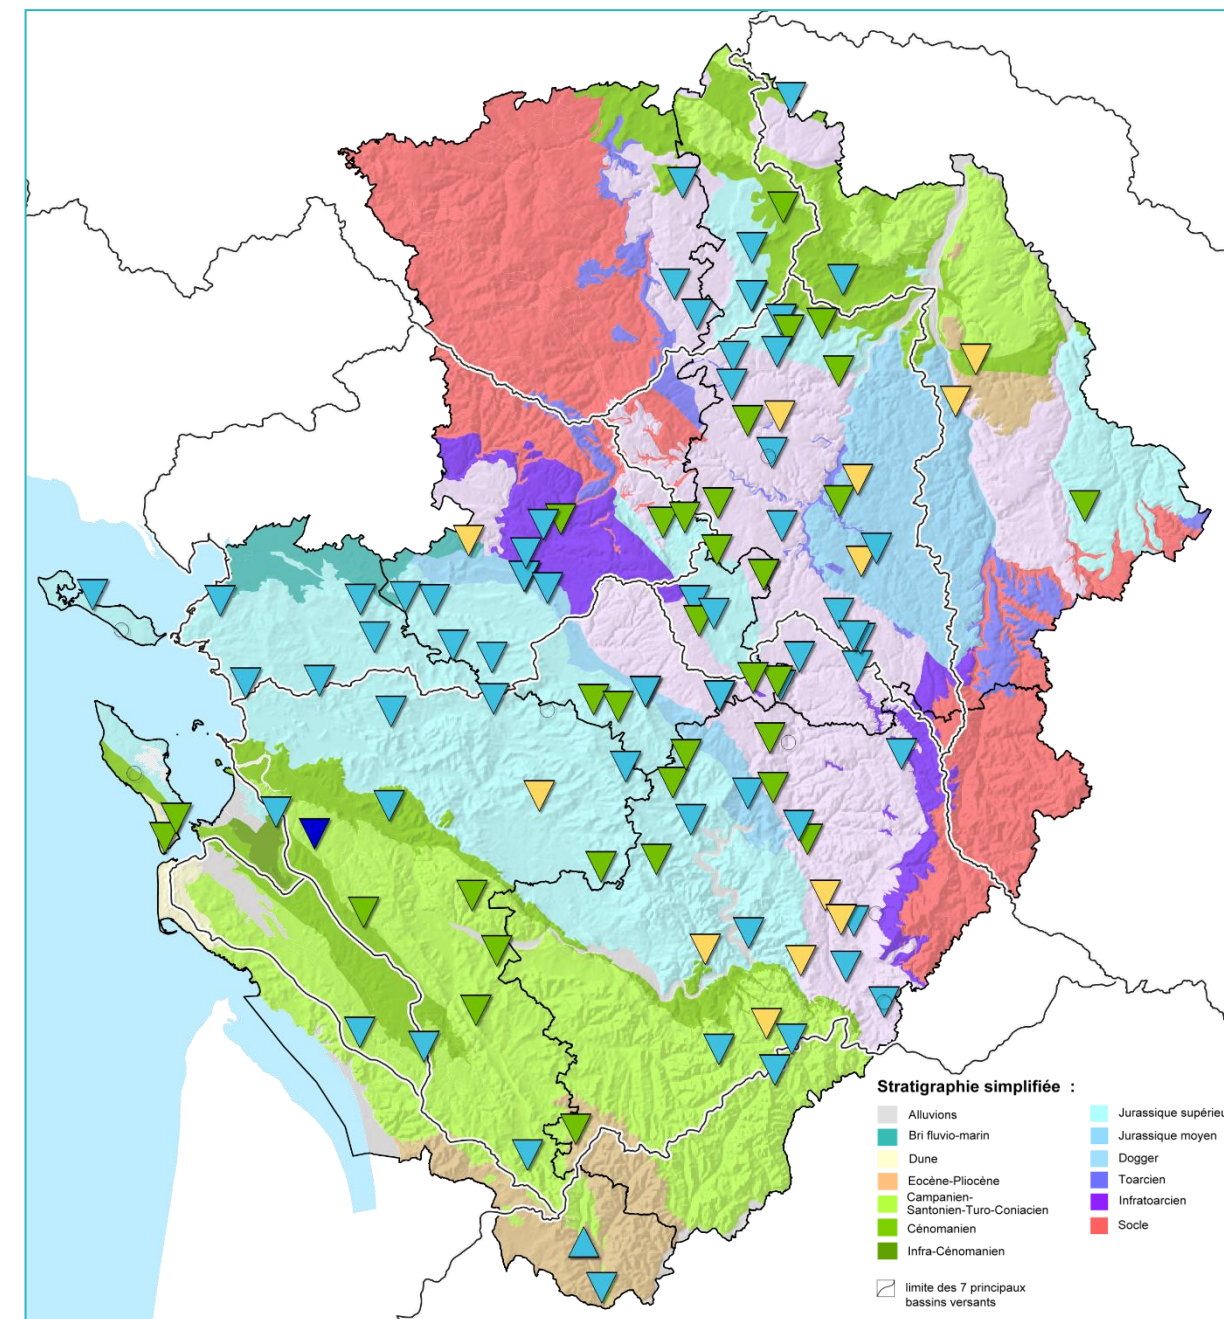 Stratigraphie simplifiée :
Alluvions
Bri fluvio-marin
Dune
Eocène-Pliocène
Campanien-
Santonien-Turo-Coniacien
Cénomanien
Infra-Cénomanien
limite des 7 principaux
bassins versants
Jurassique supérieu
Jurassique moyen
Dogger
Toarcien
Infratoarcien
Socle